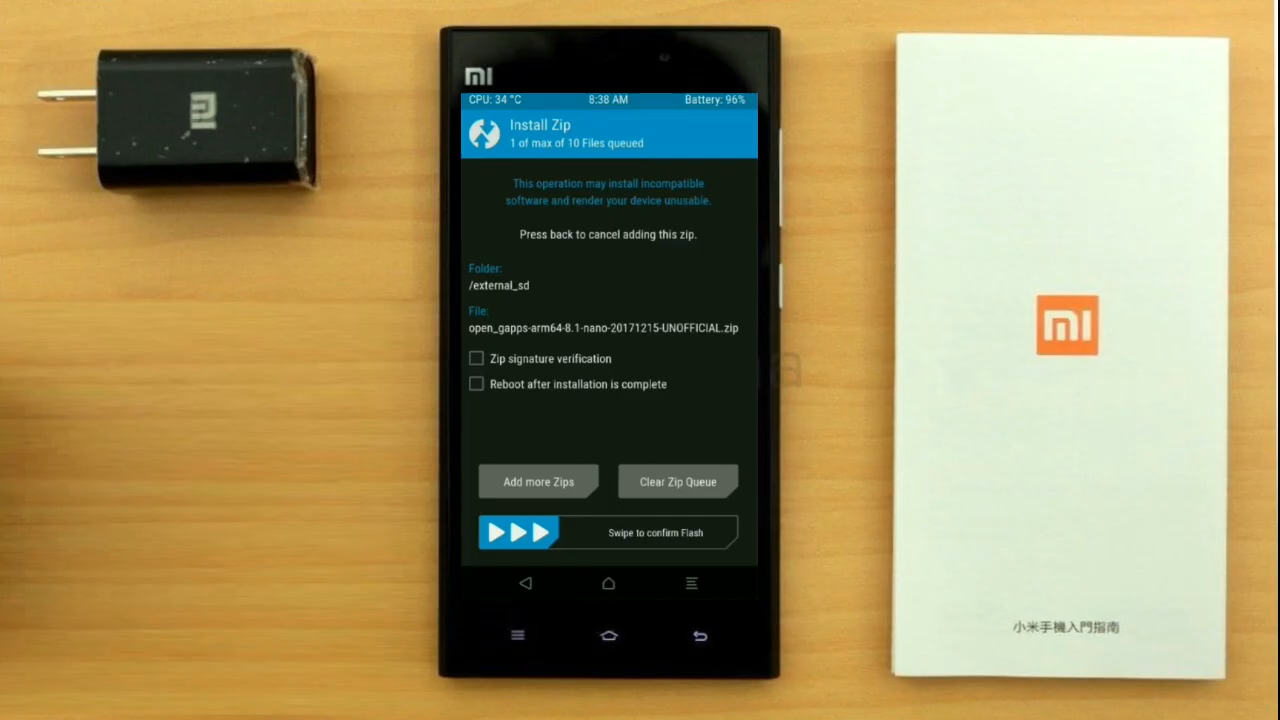 mi
mi
CPU: 34 °C 8:38 AM Battery: 96%
Install Zip
1 of max of 10 Files queued
This operation may install incompatible
software and render your device unusable.
Press back to cancel adding this zip.
Folder:
/external_sd
File:
open_gapps-arm64-8.1-nano-20171215-UNOFFICIAL.zip
Zip signature verification
Reboot after installation is complete
Add more Zips Clear Zip Queue
Swipe to confirm Flash
mi
小米手機入門指南